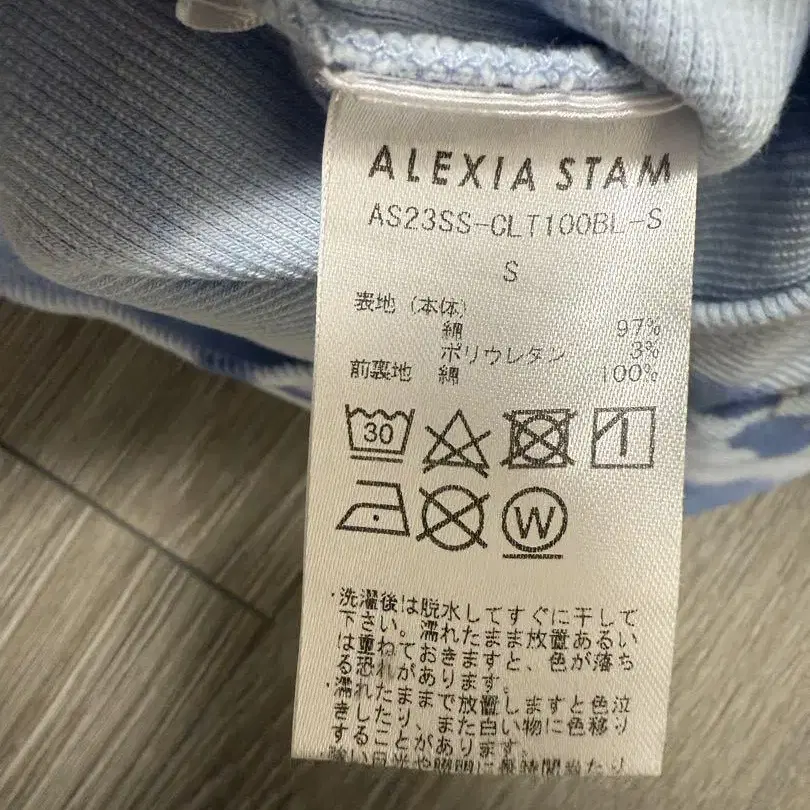 ALEXIA STAM
AS23SS-CLT100BL-S
S
表地（本体）
綿 97%
ポリウレタン 3%
前裏地 綿 100%
30
W
・洗濯後は脱水してすぐに干して
下さい。濡れたまま放置あるい
は重ねておきますと、色が落ち
る恐れがあります。
・濡れたままで放置しますと色泣
きしたり、また白い物に色移り
することがあります。